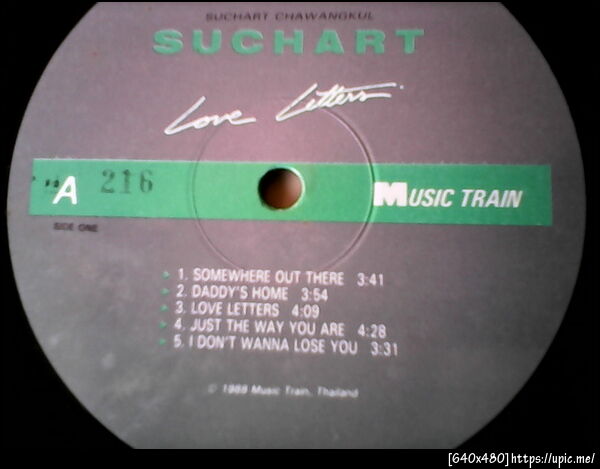 SUCHART CHAWANGKUL
SUCHART
Love Letters
A 216 MUSIC TRAIN
SIDE ONE
1. SOMEWHERE OUT THERE 3:41
2. DADDY'S HOME 3:54
3. LOVE LETTERS 4:09
4. JUST THE WAY YOU ARE 4:28
5. I DON'T WANNA LOSE YOU 3:31
Music Train, Thailand
[640x480]https://upic.me/